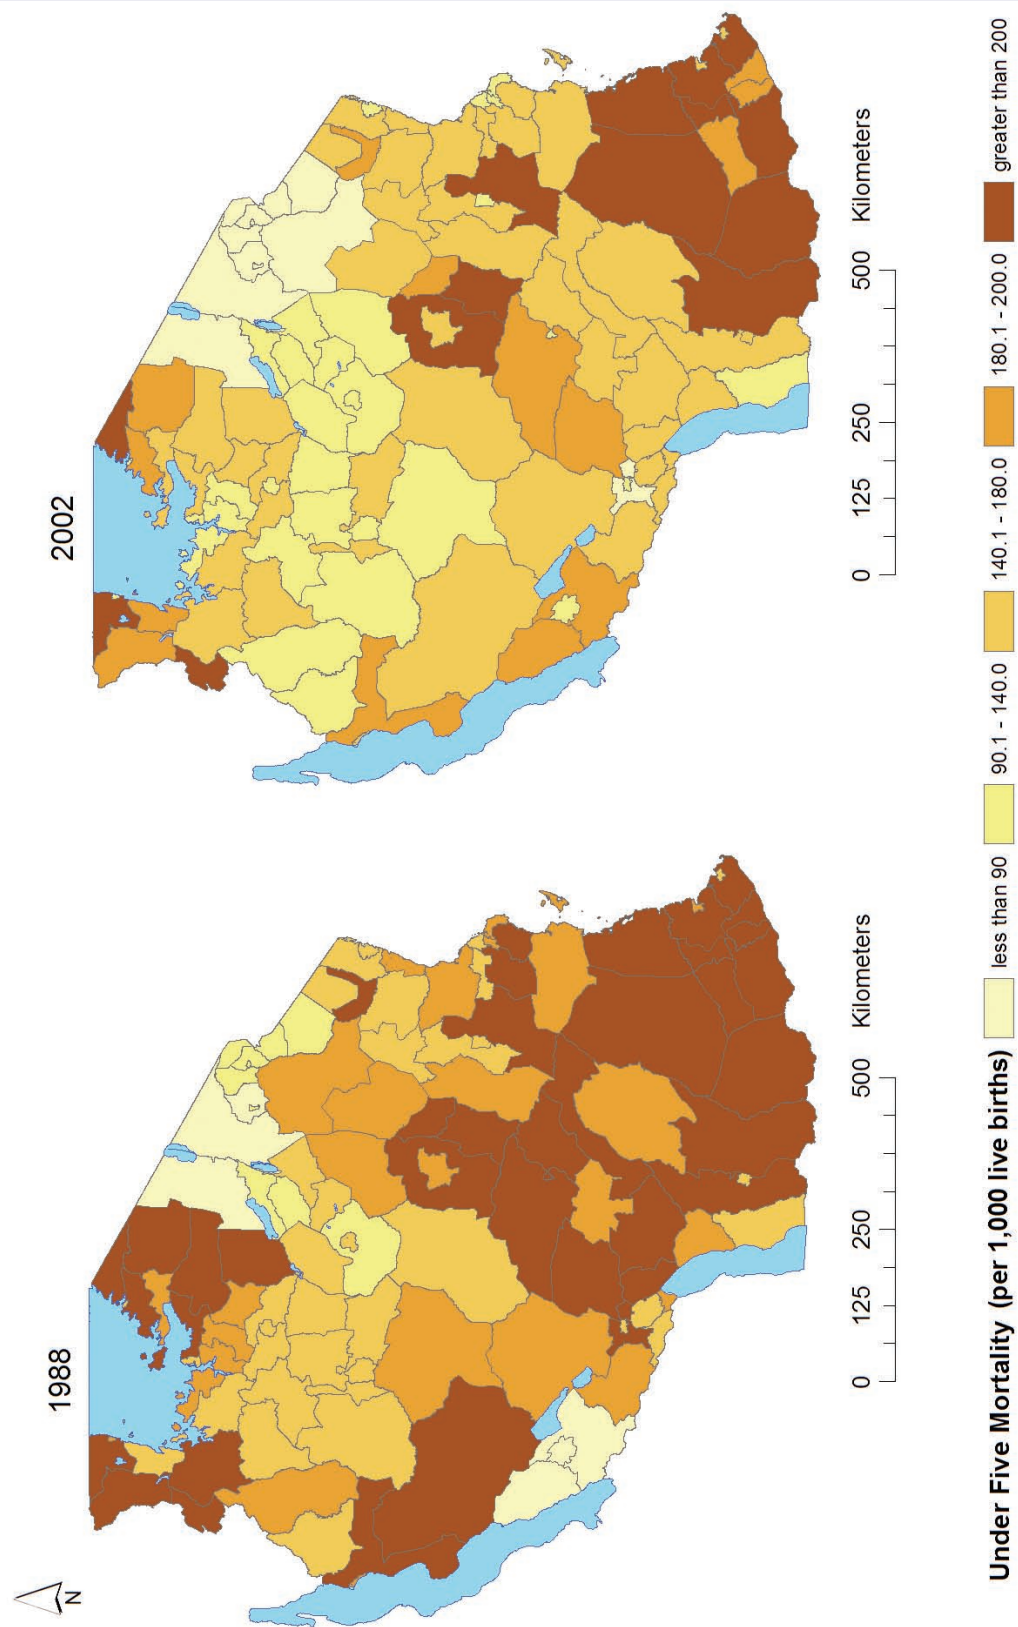 1988
2002
N
0 125 250 500 Kilometers
0 125 250 500 Kilometers
Under Five Mortality (per 1,000 live births)
less than 90
90.1 - 140.0
140.1 - 180.0
180.1 - 200.0
greater than 200